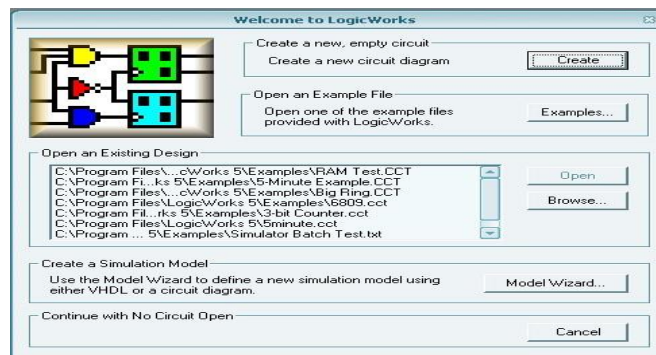 Welcome to LogicWorks
Create a new, empty circuit
Create a new circuit diagram
Create
Open an Example File
Open one of the example files
provided with LogicWorks.
Examples...
Open an Existing Design
C:\Program Files\...cWorks 5\Examples\RAM Test.CCT
C:\Program Fi...ks 5\Examples\5-Minute Example.CCT
C:\Program Files\...cWorks 5\Examples\Big Ring.CCT
C:\Program Files\LogicWorks 5\Examples\6809.cct
C:\Program Fil...rks 5\Examples\3-bit Counter.cct
C:\Program Files\LogicWorks 5\5minute.cct
C:\Program ... 5\Examples\Simulator Batch Test.txt
Open
Browse...
Create a Simulation Model
Use the Model Wizard to define a new simulation model using
either VHDL or a circuit diagram.
Model Wizard...
Continue with No Circuit Open
Cancel